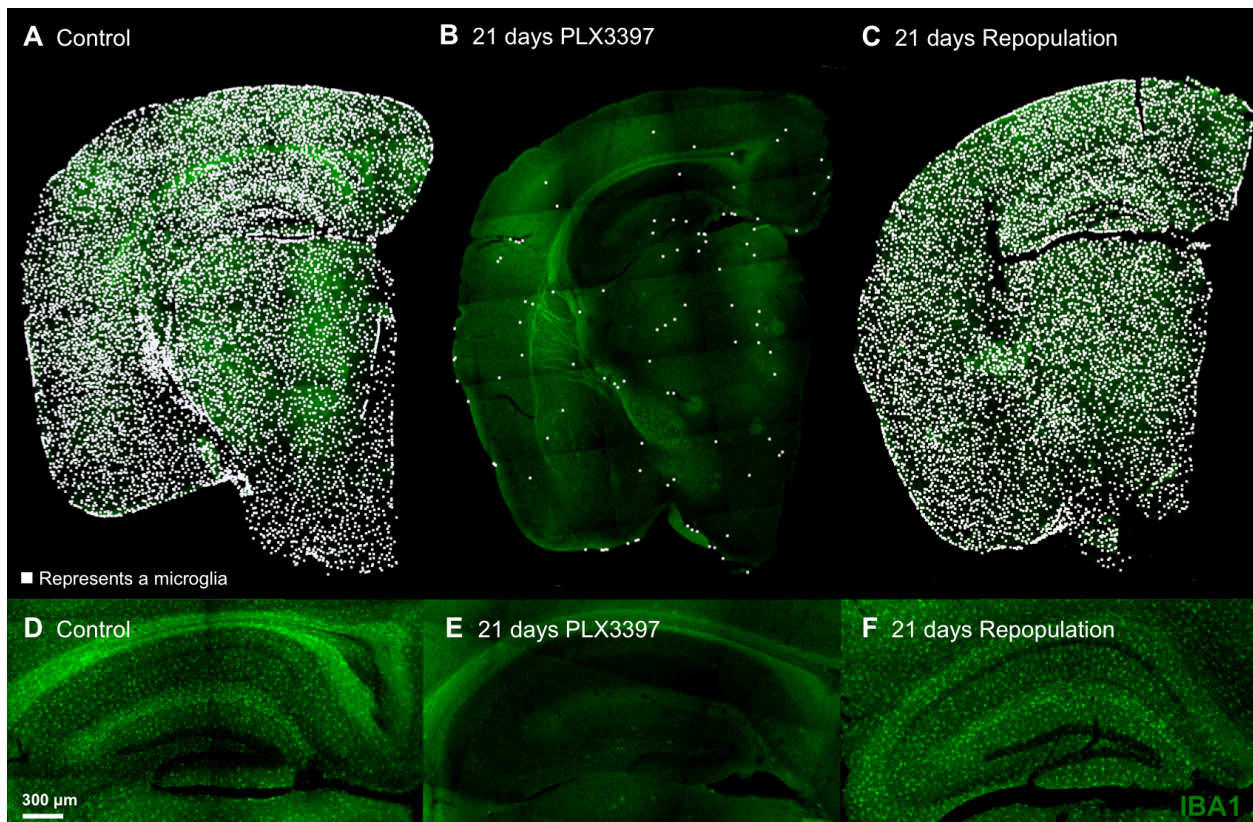 A Control
B 21 days PLX3397
C 21 days Repopulation
Represents a microglia
D Control
E 21 days PLX3397
F 21 days Repopulation
300 µm
IBA1